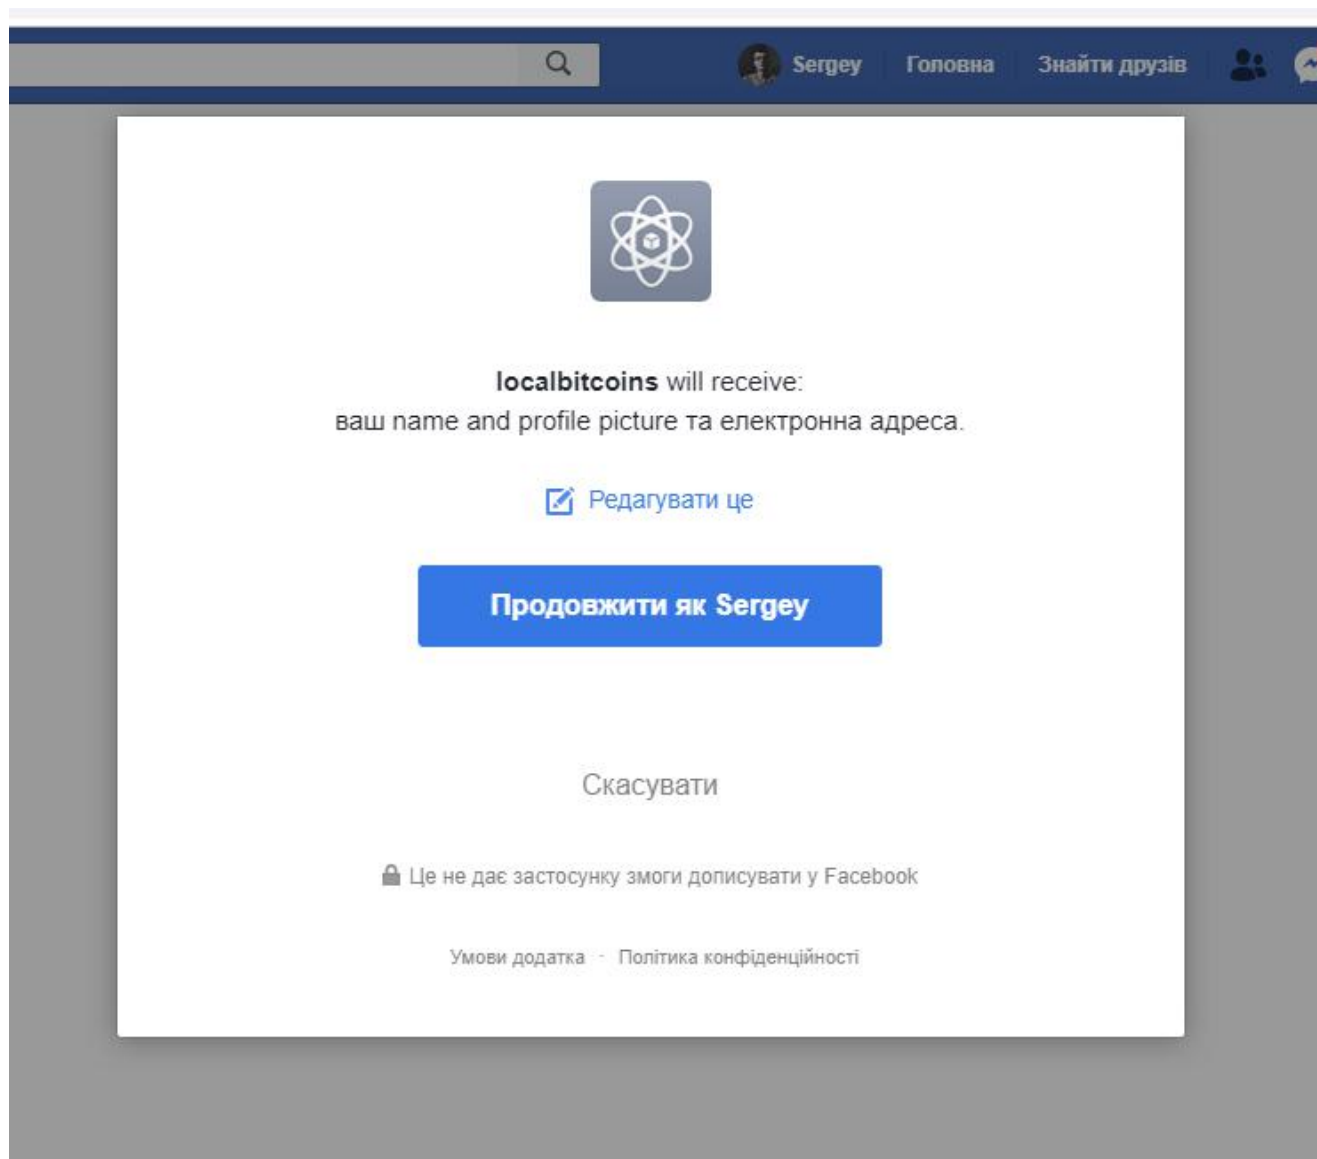 Sergey Головна Знайти друзів
localbitcoins will receive:
ваш name and profile picture та електронна адреса.
Редагувати це
Продовжити як Sergey
Скасувати
Це не дає застосунку змоги дописувати у Facebook
Умови додатка · Політика конфіденційності